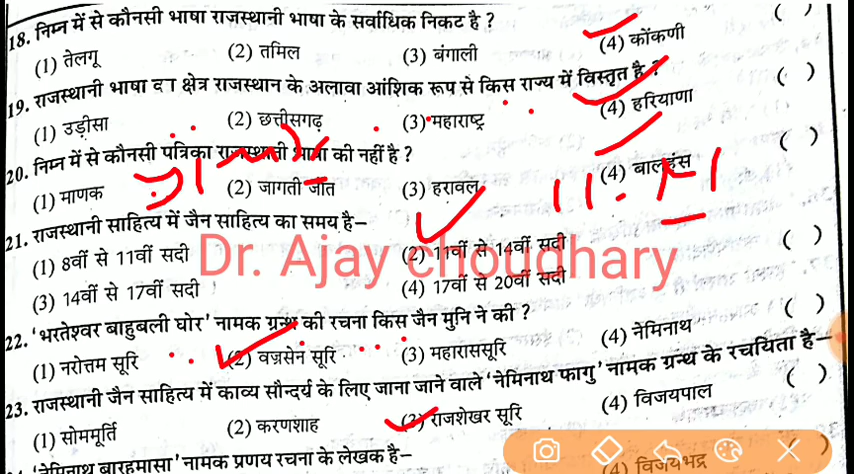 18. निम्न में से कौनसी भाषा राजस्थानी भाषा के सर्वाधिक निकट है ? ( )
(1) तेलगू (2) तमिल (3) बंगाली (4) कोंकणी
19. राजस्थानी भाषा का क्षेत्र राजस्थान के अलावा आंशिक रूप से किस राज्य में विस्तृत है ? ( )
(1) उड़ीसा (2) छत्तीसगढ़ (3) महाराष्ट्र (4) हरियाणा
20. निम्न में से कौनसी पत्रिका राजस्थानी भाषा की नहीं है ? ( )
(1) माणक (2) जागती जोत (3) हरावल (4) बालहंस
21. राजस्थानी साहित्य में जैन साहित्य का समय है–
(1) 8वीं से 11वीं सदी (2) 11वीं से 14वीं सदी ( )
Dr. Ajay choudhary
(3) 14वीं से 17वीं सदी (4) 17वीं से 20वीं सदी
22. 'भरतेश्वर बाहुबली घोर' नामक ग्रन्थ की रचना किस जैन मुनि ने की ? ( )
(1) नरोत्तम सूरि (2) वज्रसेन सूरि (3) महाराससूरि (4) नेमिनाथ
23. राजस्थानी जैन साहित्य में काव्य सौन्दर्य के लिए जाना जाने वाले 'नेमिनाथ फागु' नामक ग्रन्थ के रचयिता है–
(1) सोममूर्ति (2) करणशाह (3) राजशेखर सूरि (4) विजयपाल ( )
'नेमिनाथ बारहमासा' नामक प्रणय रचना के लेखक है–
(4) विजयभद्र